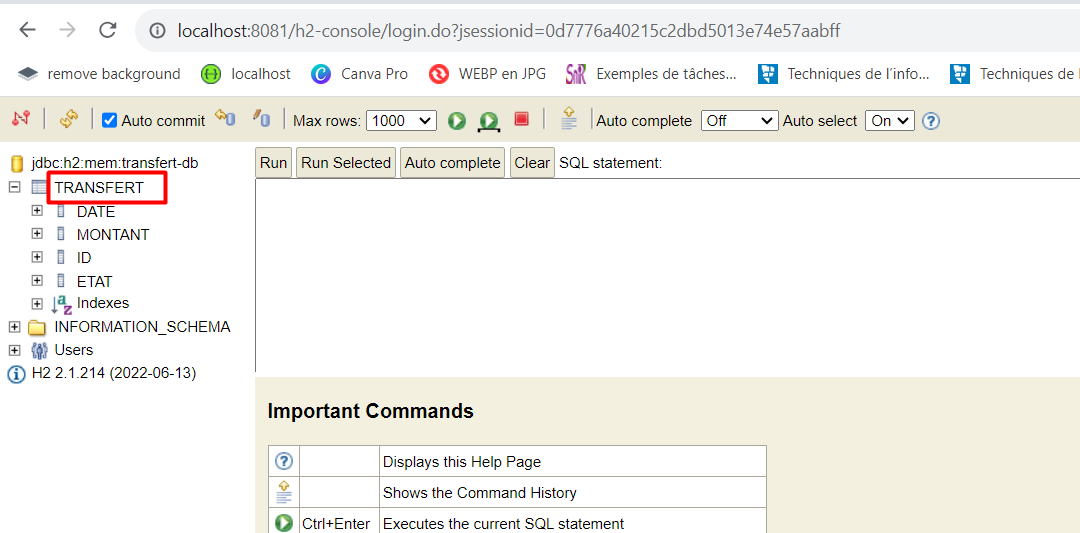 localhost:8081/h2-console/login.do?jsessionid=0d7776a40215c2dbd5013e74e57aabff
remove background localhost Canva Pro WEBP en JPG SnR Exemples de tâches... Techniques de l'info... Techniques de l
Auto commit Max rows: 1000 Auto complete Off Auto select On
jdbc:h2:mem:transfert-db
TRANSFERT
DATE
MONTANT
ID
ETAT
Indexes
INFORMATION_SCHEMA
Users
H2 2.1.214 (2022-06-13)
Run Run Selected Auto complete Clear SQL statement:
Important Commands
Displays this Help Page
Shows the Command History
Ctrl+Enter Executes the current SQL statement